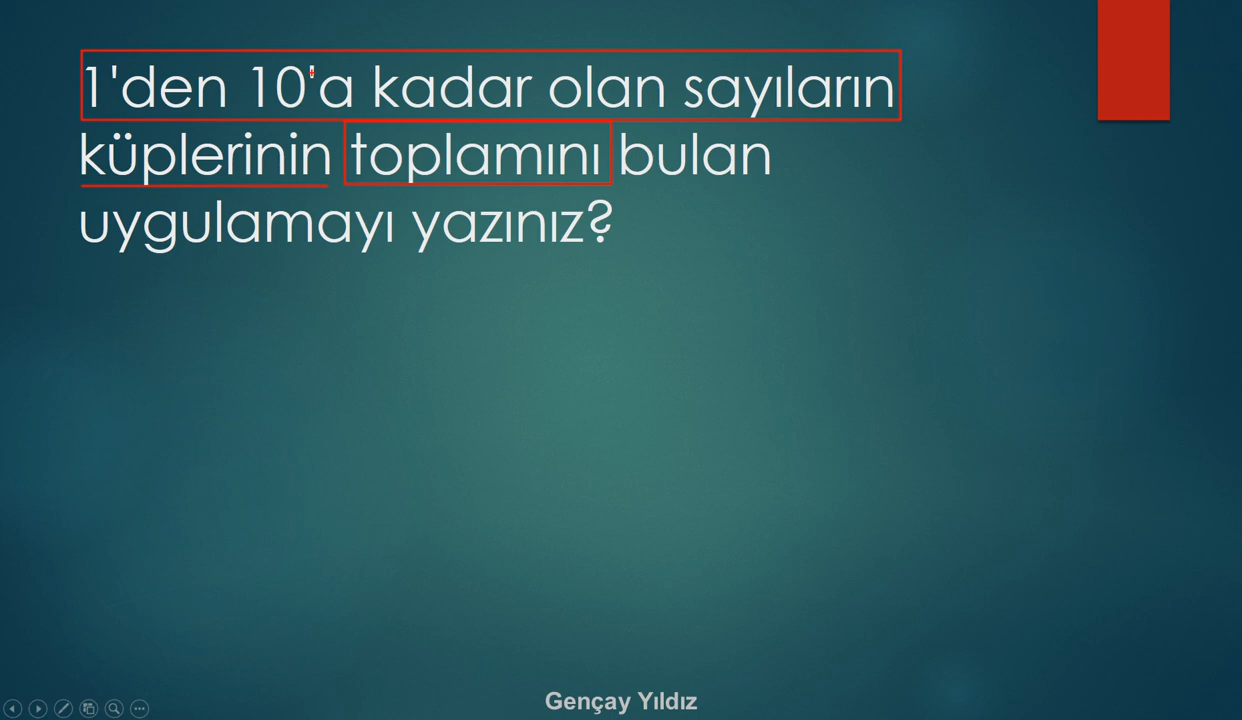 1'den 10'a kadar olan sayıların
küplerinin toplamını bulan
uygulamayı yazınız?
Gençay Yıldız